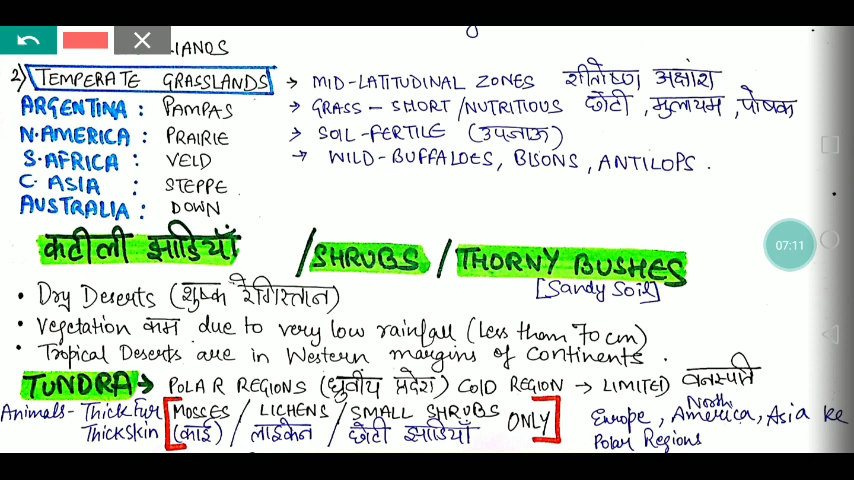 LIANOS
2) TEMPERATE GRASSLANDS → MID-LATITUDINAL ZONES शीतोष्ण अक्षांश
ARGENTINA : PAMPAS → GRASS - SHORT / NUTRITIOUS छोटी, मुलायम, पोषक
N. AMERICA : PRAIRIE → SOIL - FERTILE (उपजाऊ)
S. AFRICA : VELD → WILD - BUFFALOES, BISONS, ANTILOPS.
C. ASIA : STEPPE
AUSTRALIA : DOWN
07:11
कटीली झाडियाँ / SHRUBS / THORNY BUSHES
[Sandy Soil]
• Dry Deserts (शुष्क रेगिस्तान)
• Vegetation कम due to very low rainfall (Less than 70 cm)
• Tropical Deserts are in Western margins of Continents.
TUNDRA → POLAR REGIONS (ध्रुवीय प्रदेश) COLD REGION → LIMITED वनस्पति
Animals - Thick Fur [MOSSES / LICHENS / SMALL SHRUBS ONLY]
Thick Skin (काई) / लाइकेन / छोटी झाडियाँ
North
Europe, America, Asia ke
Polar Regions